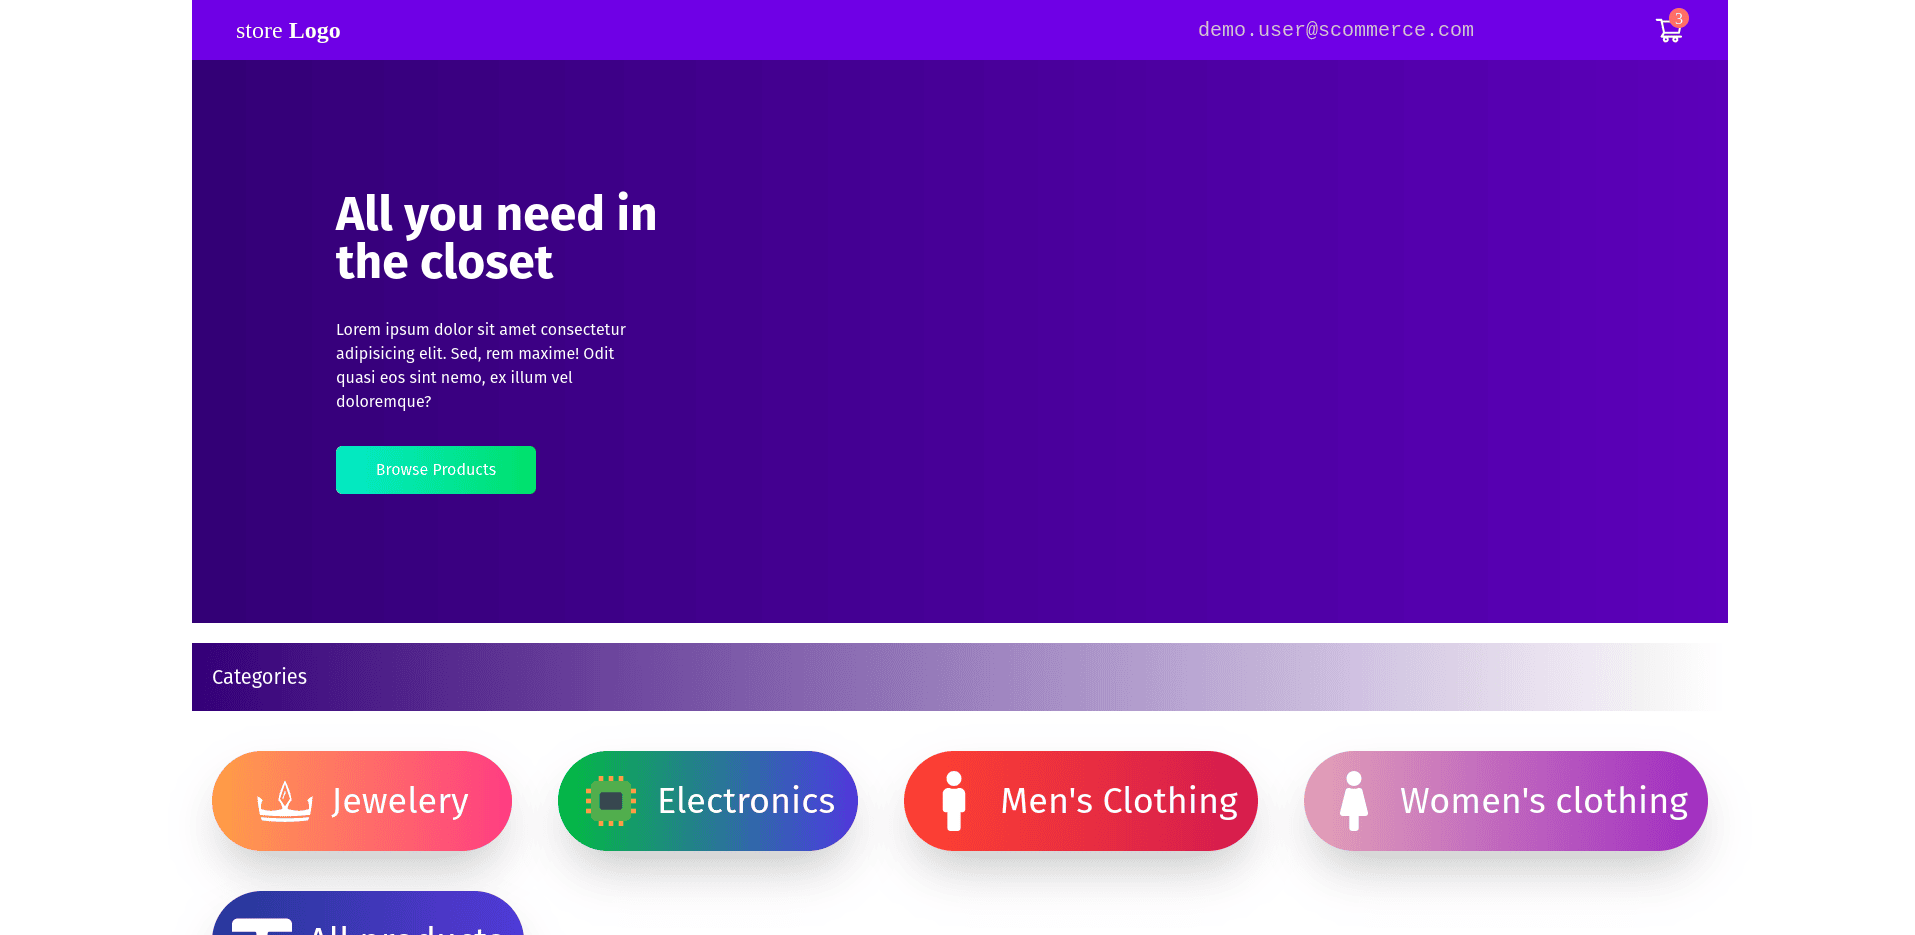 store Logo
demo.user@scommerce.com
3
All you need in
the closet
Lorem ipsum dolor sit amet consectetur
adipisicing elit. Sed, rem maxime! Odit
quasi eos sint nemo, ex illum vel
doloremque?
Browse Products
Categories
Jewelery
Electronics
Men's Clothing
Women's clothing
All products